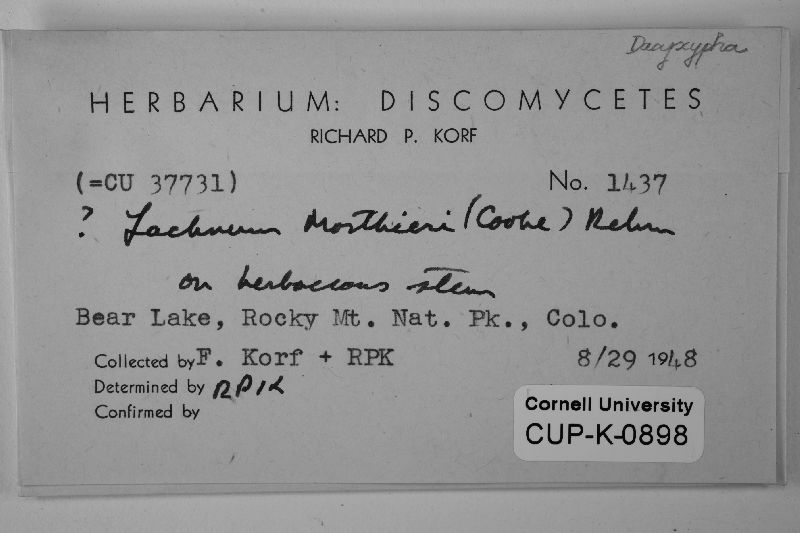 Dasyscypha
HERBARIUM: DISCOMYCETES
RICHARD P. KORF
(=CU 37731) No. 1437
? Lachnum Morthieri (Cooke) Rehm
on herbaceous stem
Bear Lake, Rocky Mt. Nat. Pk., Colo.
Collected by F. Korf + RPK 8/29 1948
Determined by RPK
Confirmed by
Cornell University
CUP-K-0898